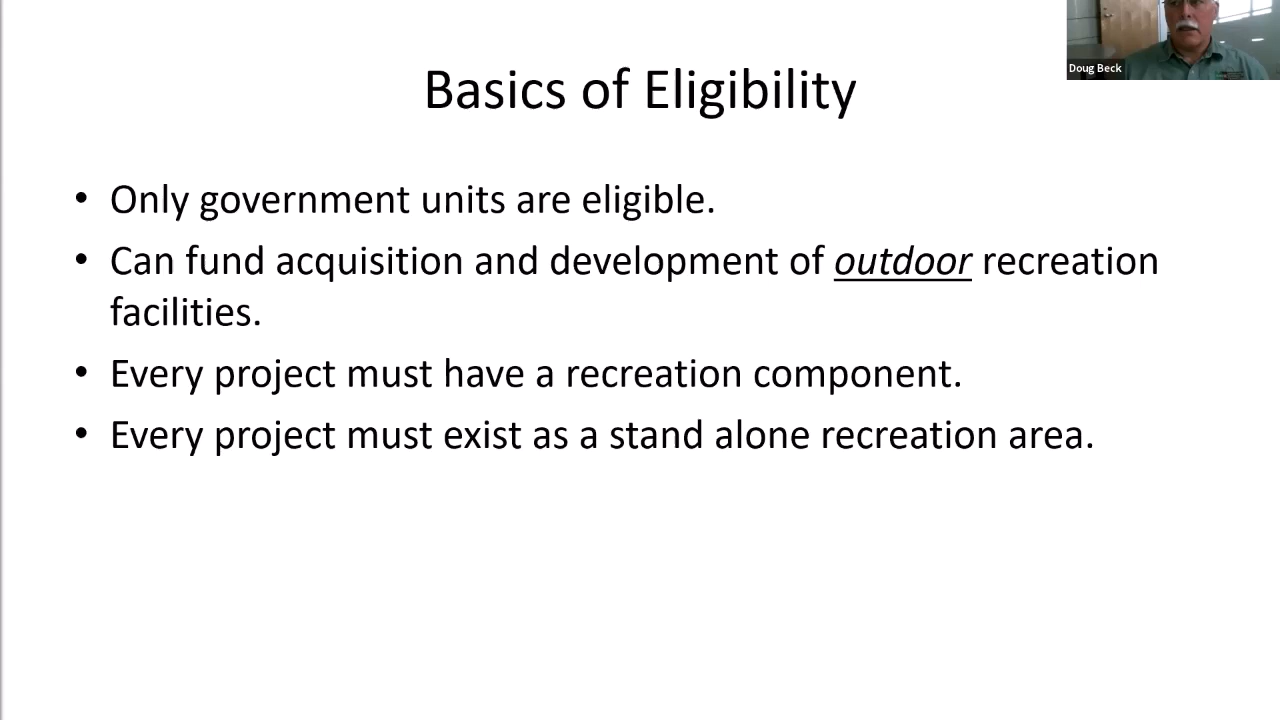 Doug Beck
Basics of Eligibility
• Only government units are eligible.
• Can fund acquisition and development of outdoor recreation
facilities.
• Every project must have a recreation component.
• Every project must exist as a stand alone recreation area.